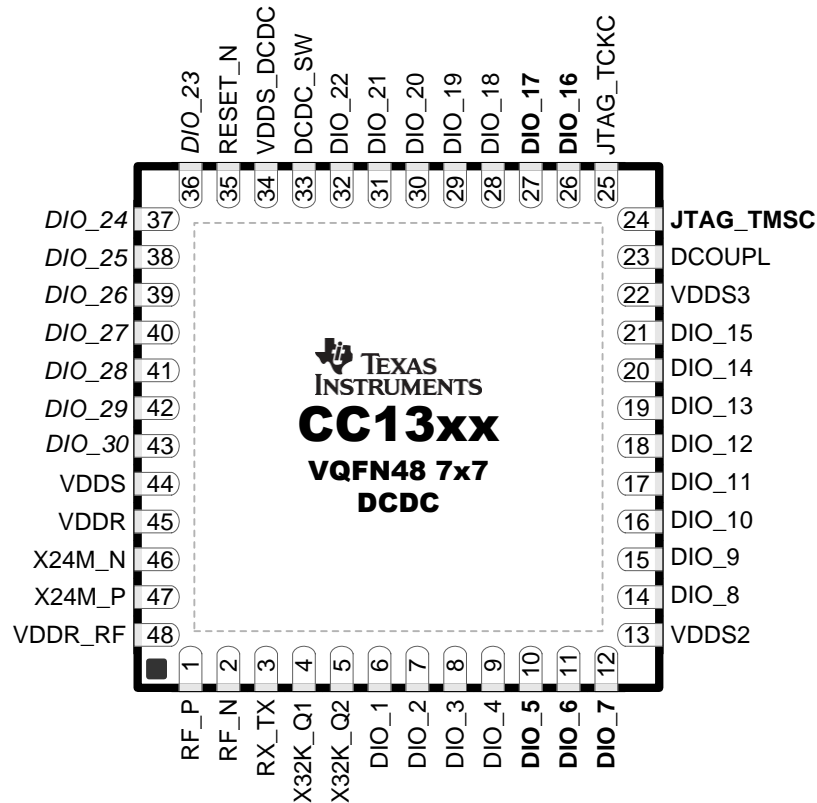 DIO_23
RESET_N
VDDS_DCDC
DCDC_SW
DIO_22
DIO_21
DIO_20
DIO_19
DIO_18
DIO_17
DIO_16
JTAG_TCKC
36
35
34
33
32
31
30
29
28
27
26
25
DIO_24 37
DIO_25 38
DIO_26 39
DIO_27 40
DIO_28 41
DIO_29 42
DIO_30 43
VDDS 44
VDDR 45
X24M_N 46
X24M_P 47
VDDR_RF 48
TEXAS
INSTRUMENTS
CC13xx
VQFN48 7x7
DCDC
24 JTAG_TMSC
23 DCOUPL
22 VDDS3
21 DIO_15
20 DIO_14
19 DIO_13
18 DIO_12
17 DIO_11
16 DIO_10
15 DIO_9
14 DIO_8
13 VDDS2
1
2
3
4
5
6
7
8
9
10
11
12
RF_P
RF_N
RX_TX
X32K_Q1
X32K_Q2
DIO_1
DIO_2
DIO_3
DIO_4
DIO_5
DIO_6
DIO_7